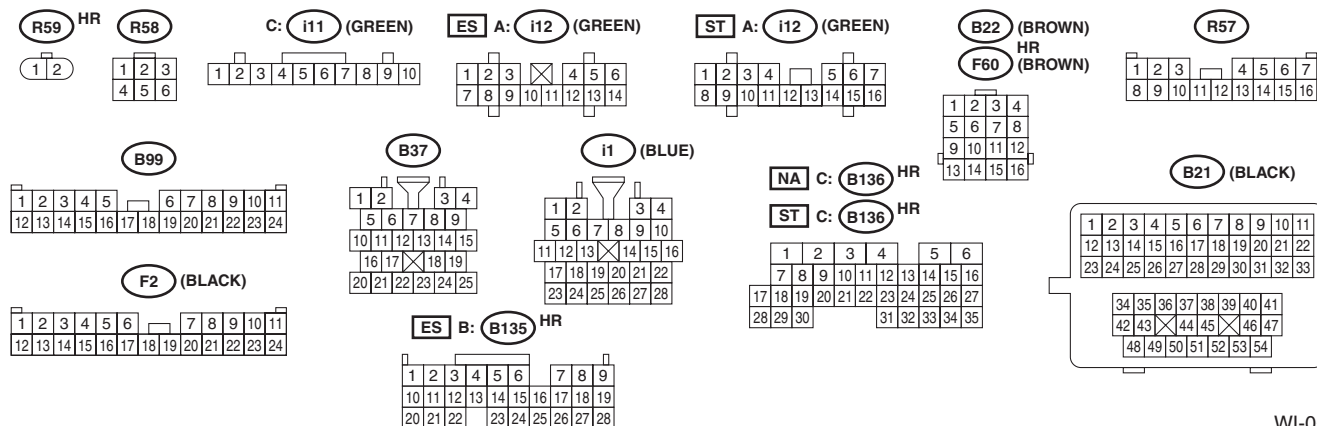 R59 HR
1 2
R58
1 2 3
4 5 6
C: i11 (GREEN)
1 2 3 4 5 6 7 8 9 10
ES A: i12 (GREEN)
1 2 3 4 5 6
7 8 9 10 11 12 13 14
ST A: i12 (GREEN)
1 2 3 4 5 6 7
8 9 10 11 12 13 14 15 16
B22 (BROWN)
HR
F60 (BROWN)
1 2 3 4
5 6 7 8
9 10 11 12
13 14 15 16
R57
1 2 3 4 5 6 7
8 9 10 11 12 13 14 15 16
B99
1 2 3 4 5 6 7 8 9 10 11
12 13 14 15 16 17 18 19 20 21 22 23 24
B37
1 2 3 4
5 6 7 8 9
10 11 12 13 14 15
16 17 18 19
20 21 22 23 24 25
i1 (BLUE)
1 2 3 4
5 6 7 8 9 10
11 12 13 14 15 16
17 18 19 20 21 22
23 24 25 26 27 28
NA C: B136 HR
ST C: B136 HR
1 2 3 4 5 6
7 8 9 10 11 12 13 14 15 16
17 18 19 20 21 22 23 24 25 26 27
28 29 30 31 32 33 34 35
B21 (BLACK)
1 2 3 4 5 6 7 8 9 10 11
12 13 14 15 16 17 18 19 20 21 22
23 24 25 26 27 28 29 30 31 32 33
34 35 36 37 38 39 40 41
42 43 44 45 46 47
48 49 50 51 52 53 54
F2 (BLACK)
1 2 3 4 5 6 7 8 9 10 11
12 13 14 15 16 17 18 19 20 21 22 23 24
ES B: B135 HR
1 2 3 4 5 6 7 8 9
10 11 12 13 14 15 16 17 18 19
20 21 22 23 24 25 26 27 28
WI-0